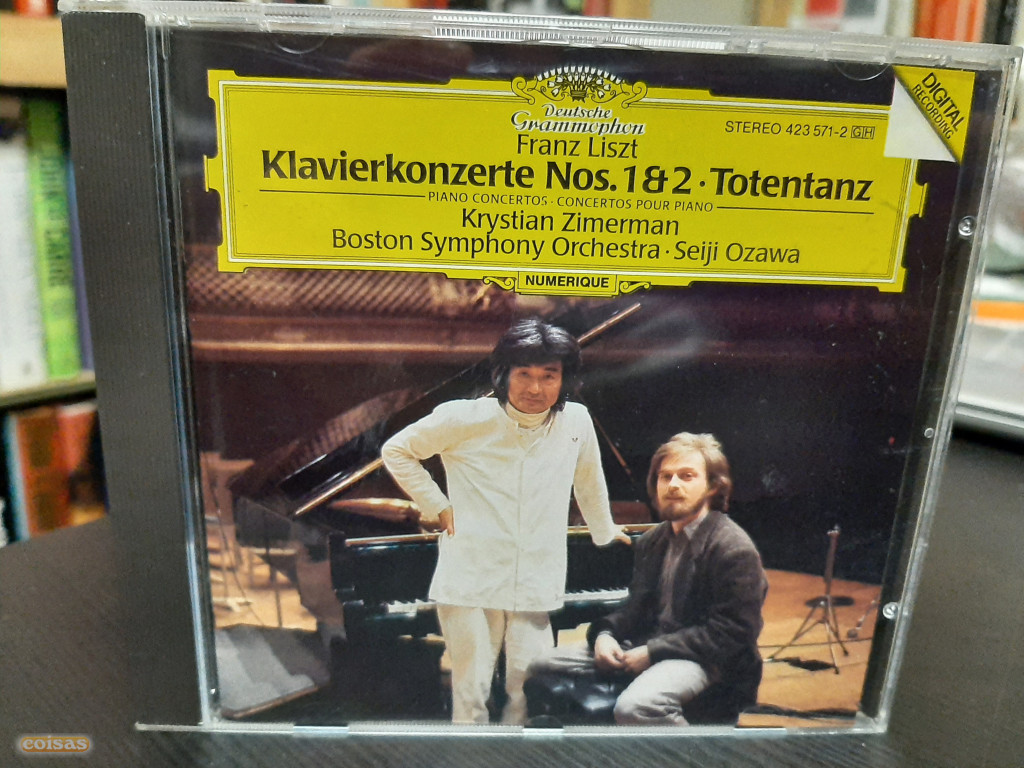 Deutsche
Grammophon
STEREO 423 571-2 GH
DIGITAL
RECORDING
Franz Liszt
Klavierkonzerte Nos. 1 & 2 · Totentanz
PIANO CONCERTOS · CONCERTOS POUR PIANO
Krystian Zimerman
Boston Symphony Orchestra · Seiji Ozawa
NUMERIQUE
coisas